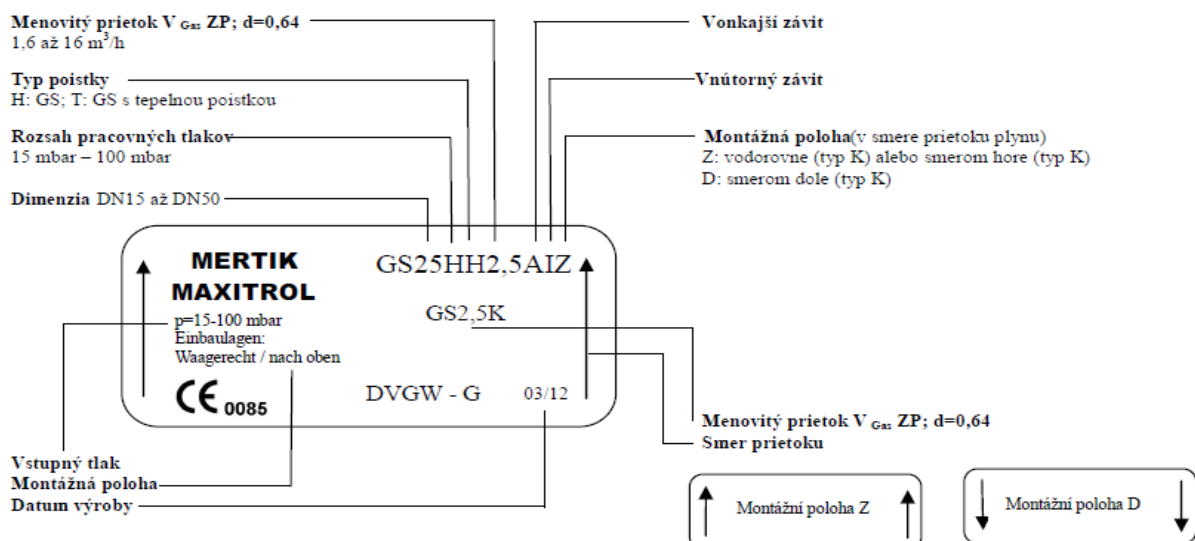 Menovitý prietok V Gas ZP; d=0,64
1,6 až 16 m³/h
Typ poistky
H: GS; T: GS s tepelnou poistkou
Rozsah pracovných tlakov
15 mbar – 100 mbar
Dimenzia DN15 až DN50
Vonkajší závit
Vnútorný závit
Montážná poloha(v smere prietoku plynu)
Z: vodorovne (typ K) alebo smerom hore (typ K)
D: smerom dole (typ K)
MERTIK
MAXITROL
GS25HH2,5AIZ
GS2,5K
p=15-100 mbar
Einbaulagen:
Waagerecht / nach oben
CE 0085
DVGW - G
03/12
Menovitý prietok V Gas ZP; d=0,64
Smer prietoku
Vstupný tlak
Montážná poloha
Datum výroby
Montážní poloha Z
Montážní poloha D